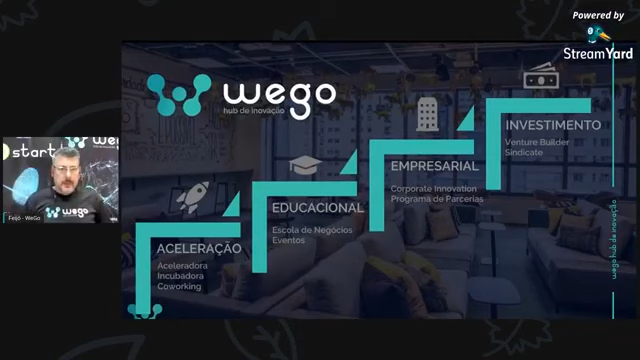 Powered by
StreamYard
wego
hub de inovação
INVESTIMENTO
Venture Builder
Sindicate
EMPRESARIAL
Corporate Innovation
Programa de Parcerias
EDUCACIONAL
Escola de Negócios
Eventos
ACELERAÇÃO
Aceleradora
Incubadora
Coworking
wego hub de inovação
start
wego
Feijó - WeGo